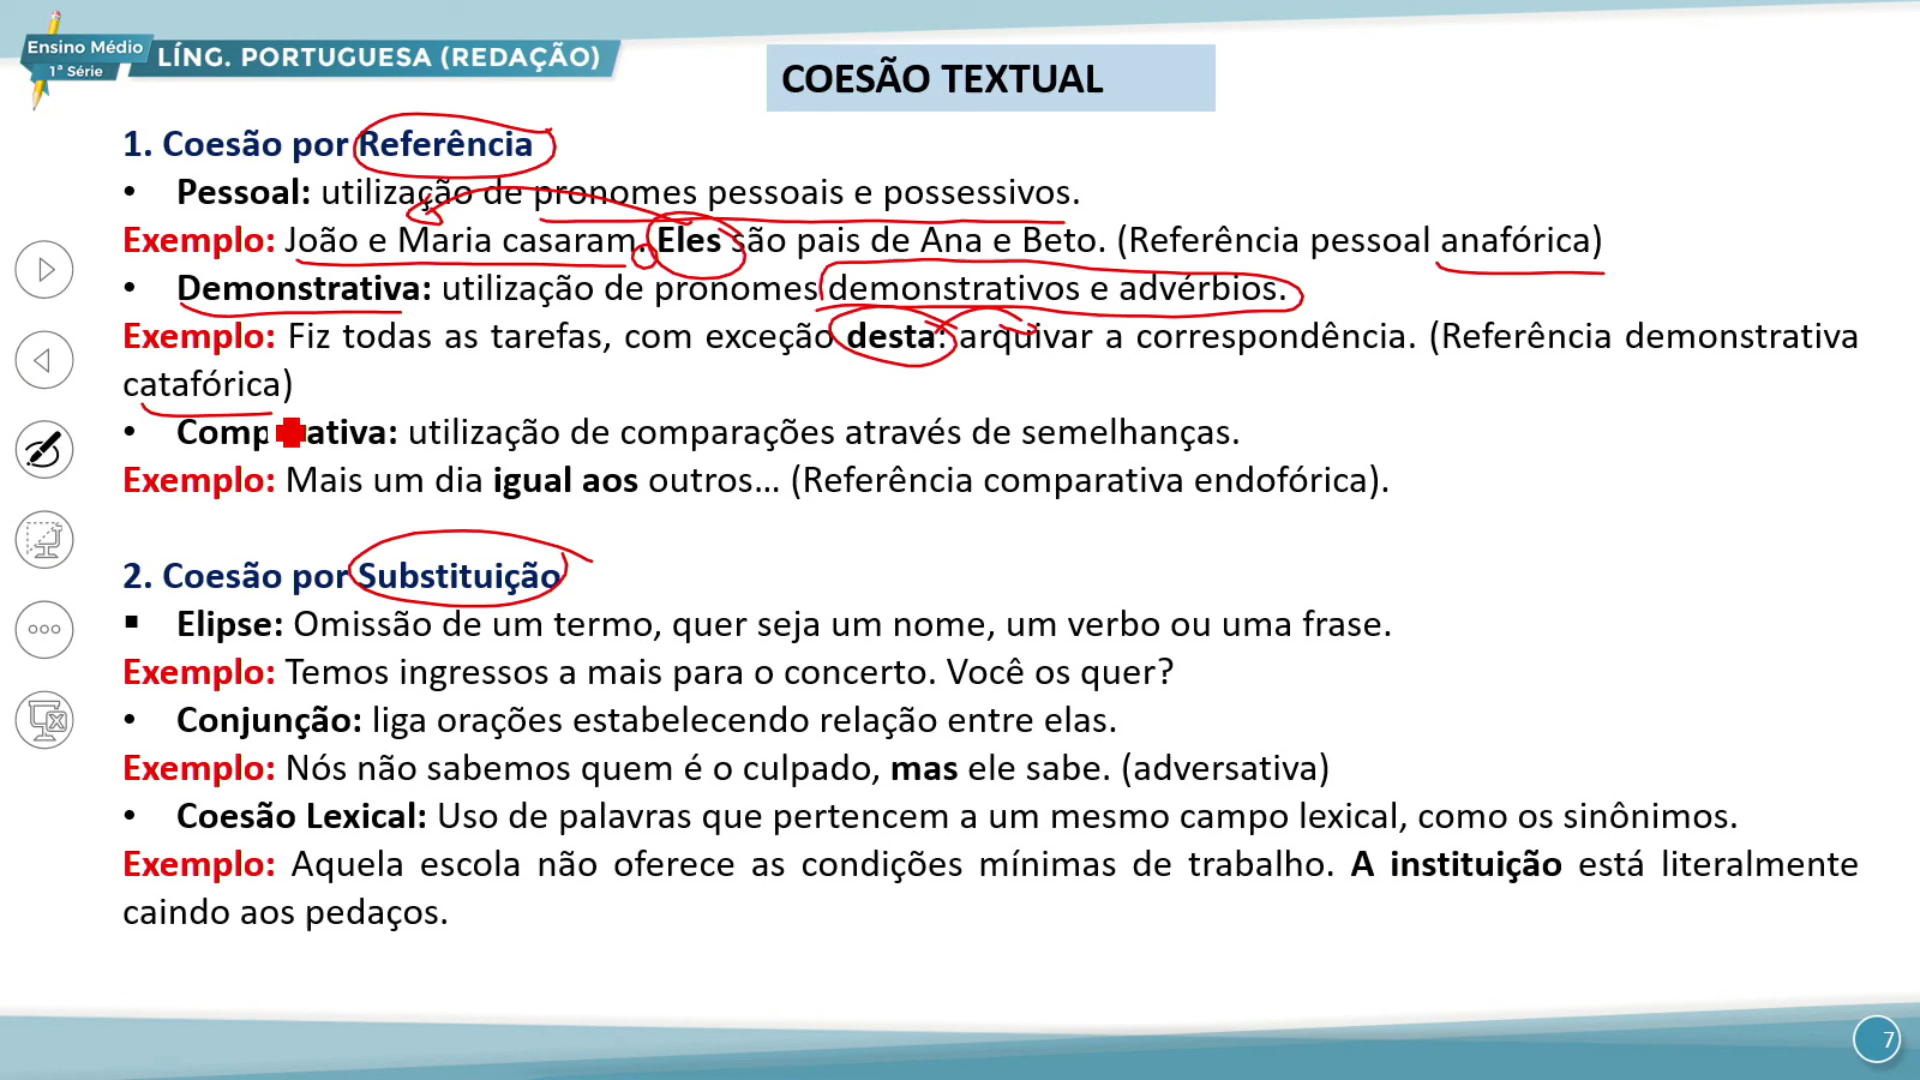 Ensino Médio
1ª Série
LÍNG. PORTUGUESA (REDAÇÃO)
COESÃO TEXTUAL
1. Coesão por Referência
• Pessoal: utilização de pronomes pessoais e possessivos.
Exemplo: João e Maria casaram. Eles são pais de Ana e Beto. (Referência pessoal anafórica)
• Demonstrativa: utilização de pronomes demonstrativos e advérbios.
Exemplo: Fiz todas as tarefas, com exceção desta: arquivar a correspondência. (Referência demonstrativa
catafórica)
• utilização de comparações através de semelhanças.
Exemplo: Mais um dia igual aos outros... (Referência comparativa endofórica).
2. Coesão por Substituição
▪ Elipse: Omissão de um termo, quer seja um nome, um verbo ou uma frase.
Exemplo: Temos ingressos a mais para o concerto. Você os quer?
• Conjunção: liga orações estabelecendo relação entre elas.
Exemplo: Nós não sabemos quem é o culpado, mas ele sabe. (adversativa)
• Coesão Lexical: Uso de palavras que pertencem a um mesmo campo lexical, como os sinônimos.
Exemplo: Aquela escola não oferece as condições mínimas de trabalho. A instituição está literalmente
caindo aos pedaços.
7